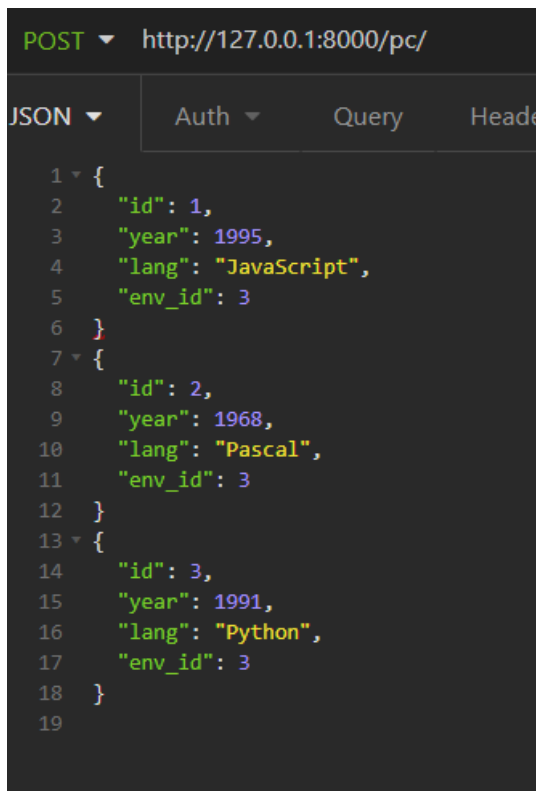 POST http://127.0.0.1:8000/pc/
JSON Auth Query Heade
1 {
2 "id": 1,
3 "year": 1995,
4 "lang": "JavaScript",
5 "env_id": 3
6 }
7 {
8 "id": 2,
9 "year": 1968,
10 "lang": "Pascal",
11 "env_id": 3
12 }
13 {
14 "id": 3,
15 "year": 1991,
16 "lang": "Python",
17 "env_id": 3
18 }
19